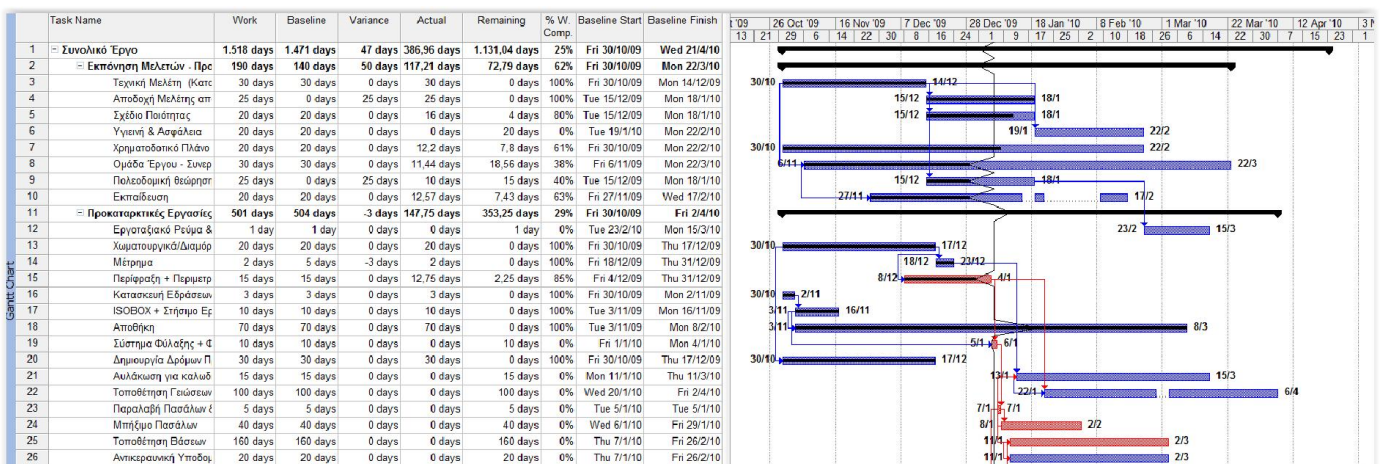 Task Name Work Baseline Variance Actual Remaining % W. Comp. Baseline Start Baseline Finish
t '09 26 Oct '09 16 Nov '09 7 Dec '09 28 Dec '09 18 Jan '10 8 Feb '10 1 Mar '10 22 Mar '10 12 Apr '10
13 21 29 6 14 22 30 8 16 24 1 9 17 25 2 10 18 26 6 14 22 30 7 15 23 1
1 Συνολικό Έργο 1.518 days 1.471 days 47 days 386,96 days 1.131,04 days 25% Fri 30/10/09 Wed 21/4/10
2 Εκπόνηση Μελετών - Προ 190 days 140 days 50 days 117,21 days 72,79 days 62% Fri 30/10/09 Mon 22/3/10
3 Τεχνική Μελέτη (Κατα 30 days 30 days 0 days 30 days 0 days 100% Fri 30/10/09 Mon 14/12/09 30/10 14/12
4 Αποδοχή Μελέτης απ 25 days 0 days 25 days 25 days 0 days 100% Tue 15/12/09 Mon 18/1/10 15/12 18/1
5 Σχέδιο Ποιότητας 20 days 20 days 0 days 16 days 4 days 80% Tue 15/12/09 Mon 18/1/10 15/12 18/1
6 Υγιεινή & Ασφάλεια 20 days 20 days 0 days 0 days 20 days 0% Tue 19/1/10 Mon 22/2/10 19/1 22/2
7 Χρηματοδοτικό Πλάνο 20 days 20 days 0 days 12,2 days 7,8 days 61% Fri 30/10/09 Mon 22/2/10 30/10 22/2
8 Ομάδα Έργου - Συνερ 30 days 30 days 0 days 11,44 days 18,56 days 38% Fri 6/11/09 Mon 22/3/10 6/11 22/3
9 Πολεοδομική θεώρηση 25 days 0 days 25 days 10 days 15 days 40% Tue 15/12/09 Mon 18/1/10 15/12 18/1
10 Εκπαίδευση 20 days 20 days 0 days 12,57 days 7,43 days 63% Fri 27/11/09 Wed 17/2/10 27/11 17/2
11 Προκαταρκτικές Εργασίες 501 days 504 days -3 days 147,75 days 353,25 days 29% Fri 30/10/09 Fri 2/4/10
12 Εργοταξιακό Ρεύμα & 1 day 1 day 0 days 0 days 1 day 0% Tue 23/2/10 Mon 15/3/10 23/2 15/3
13 Χωματουργικά/Διαμόρ 20 days 20 days 0 days 20 days 0 days 100% Fri 30/10/09 Thu 17/12/09 30/10 17/12
14 Μέτρημα 2 days 5 days -3 days 2 days 0 days 100% Fri 18/12/09 Thu 31/12/09 18/12 23/12
15 Περίφραξη + Περιμετρ 15 days 15 days 0 days 12,75 days 2,25 days 85% Fri 4/12/09 Thu 31/12/09 8/12 4/1
16 Κατασκευή Εδράσεων 3 days 3 days 0 days 3 days 0 days 100% Fri 30/10/09 Mon 2/11/09 30/10 2/11
17 ISOBOX + Στήσιμο Ερ 10 days 10 days 0 days 10 days 0 days 100% Tue 3/11/09 Mon 16/11/09 3/11 16/11
18 Αποθήκη 70 days 70 days 0 days 70 days 0 days 100% Tue 3/11/09 Mon 8/2/10 3/11 8/3
19 Σύστημα Φύλαξης + Φ 10 days 10 days 0 days 0 days 10 days 0% Fri 1/1/10 Mon 4/1/10 5/1 6/1
20 Δημιουργία Δρόμων Π 30 days 30 days 0 days 30 days 0 days 100% Fri 30/10/09 Thu 17/12/09 30/10 17/12
21 Αυλάκωση για καλωδ 15 days 15 days 0 days 0 days 15 days 0% Mon 11/1/10 Thu 11/3/10 13/1 15/3
22 Τοποθέτηση Γειώσεων 100 days 100 days 0 days 0 days 100 days 0% Wed 20/1/10 Fri 2/4/10 22/1 6/4
23 Παραλαβή Πασάλων 5 days 5 days 0 days 0 days 5 days 0% Tue 5/1/10 Tue 5/1/10 7/1 7/1
24 Μπήξιμο Πασάλων 40 days 40 days 0 days 0 days 40 days 0% Wed 6/1/10 Fri 29/1/10 8/1 2/2
25 Τοποθέτηση Βάσεων 160 days 160 days 0 days 0 days 160 days 0% Thu 7/1/10 Fri 26/2/10 11/1 2/3
26 Αντικεραυνική Υποδομ 20 days 20 days 0 days 0 days 20 days 0% Thu 7/1/10 Fri 26/2/10 11/1 2/3
Gantt Chart